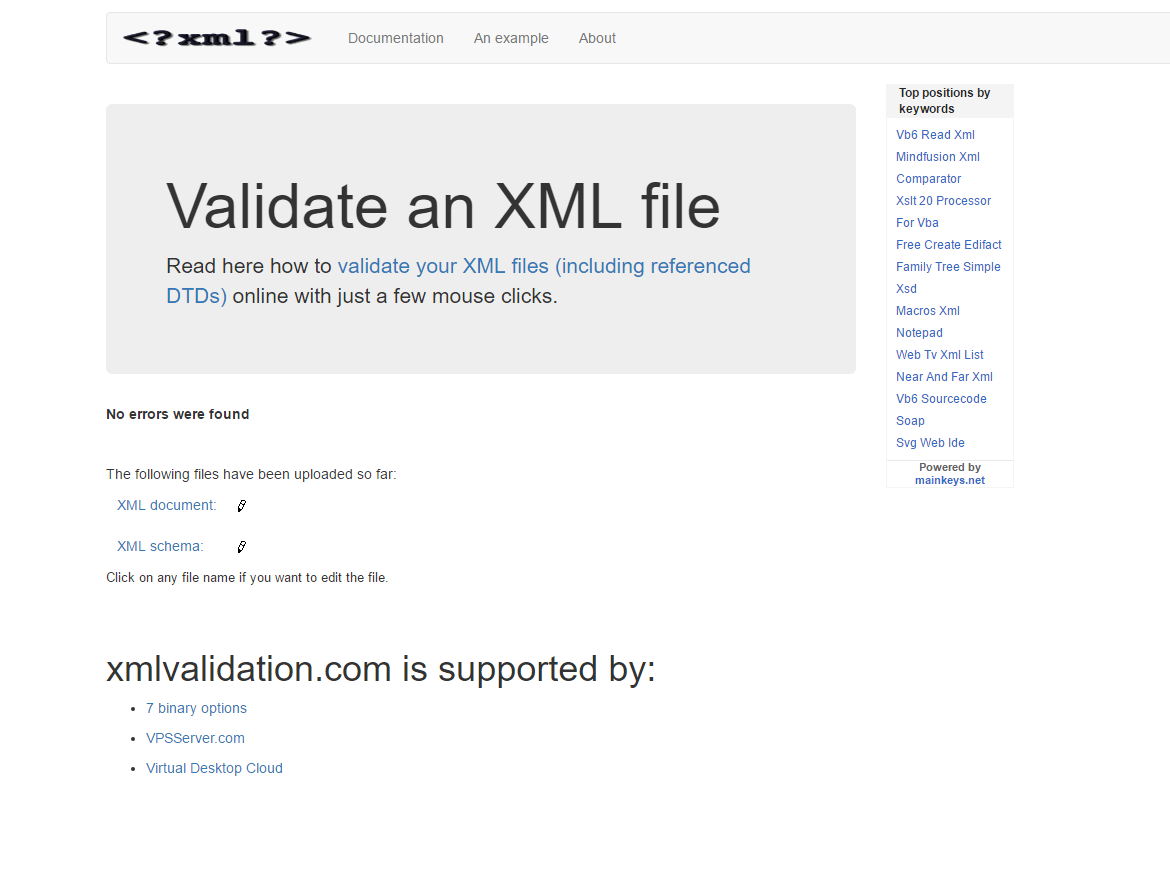 <?xml?>
Documentation
An example
About
Validate an XML file
Read here how to validate your XML files (including referenced
DTDs) online with just a few mouse clicks.
No errors were found
The following files have been uploaded so far:
XML document:
XML schema:
Click on any file name if you want to edit the file.
xmlvalidation.com is supported by:
7 binary options
VPSServer.com
Virtual Desktop Cloud
Top positions by
keywords
Vb6 Read Xml
Mindfusion Xml
Comparator
Xslt 20 Processor
For Vba
Free Create Edifact
Family Tree Simple
Xsd
Macros Xml
Notepad
Web Tv Xml List
Near And Far Xml
Vb6 Sourcecode
Soap
Svg Web Ide
Powered by
mainkeys.net